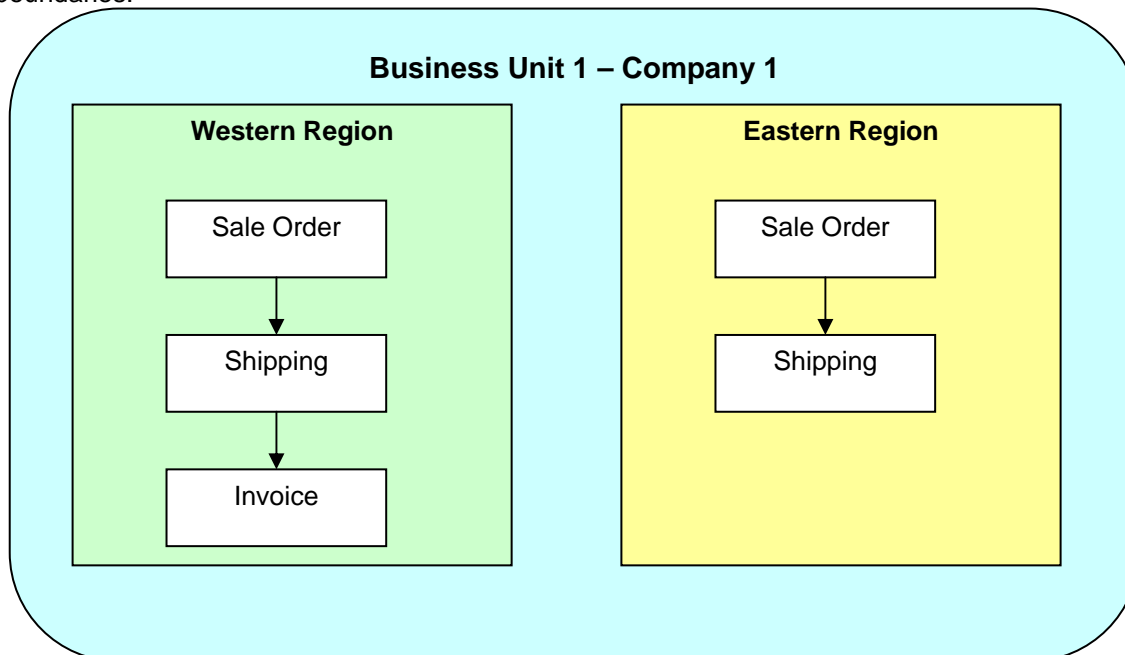 boundaries.
Business Unit 1 – Company 1
Western Region
Sale Order
Shipping
Invoice
Eastern Region
Sale Order
Shipping